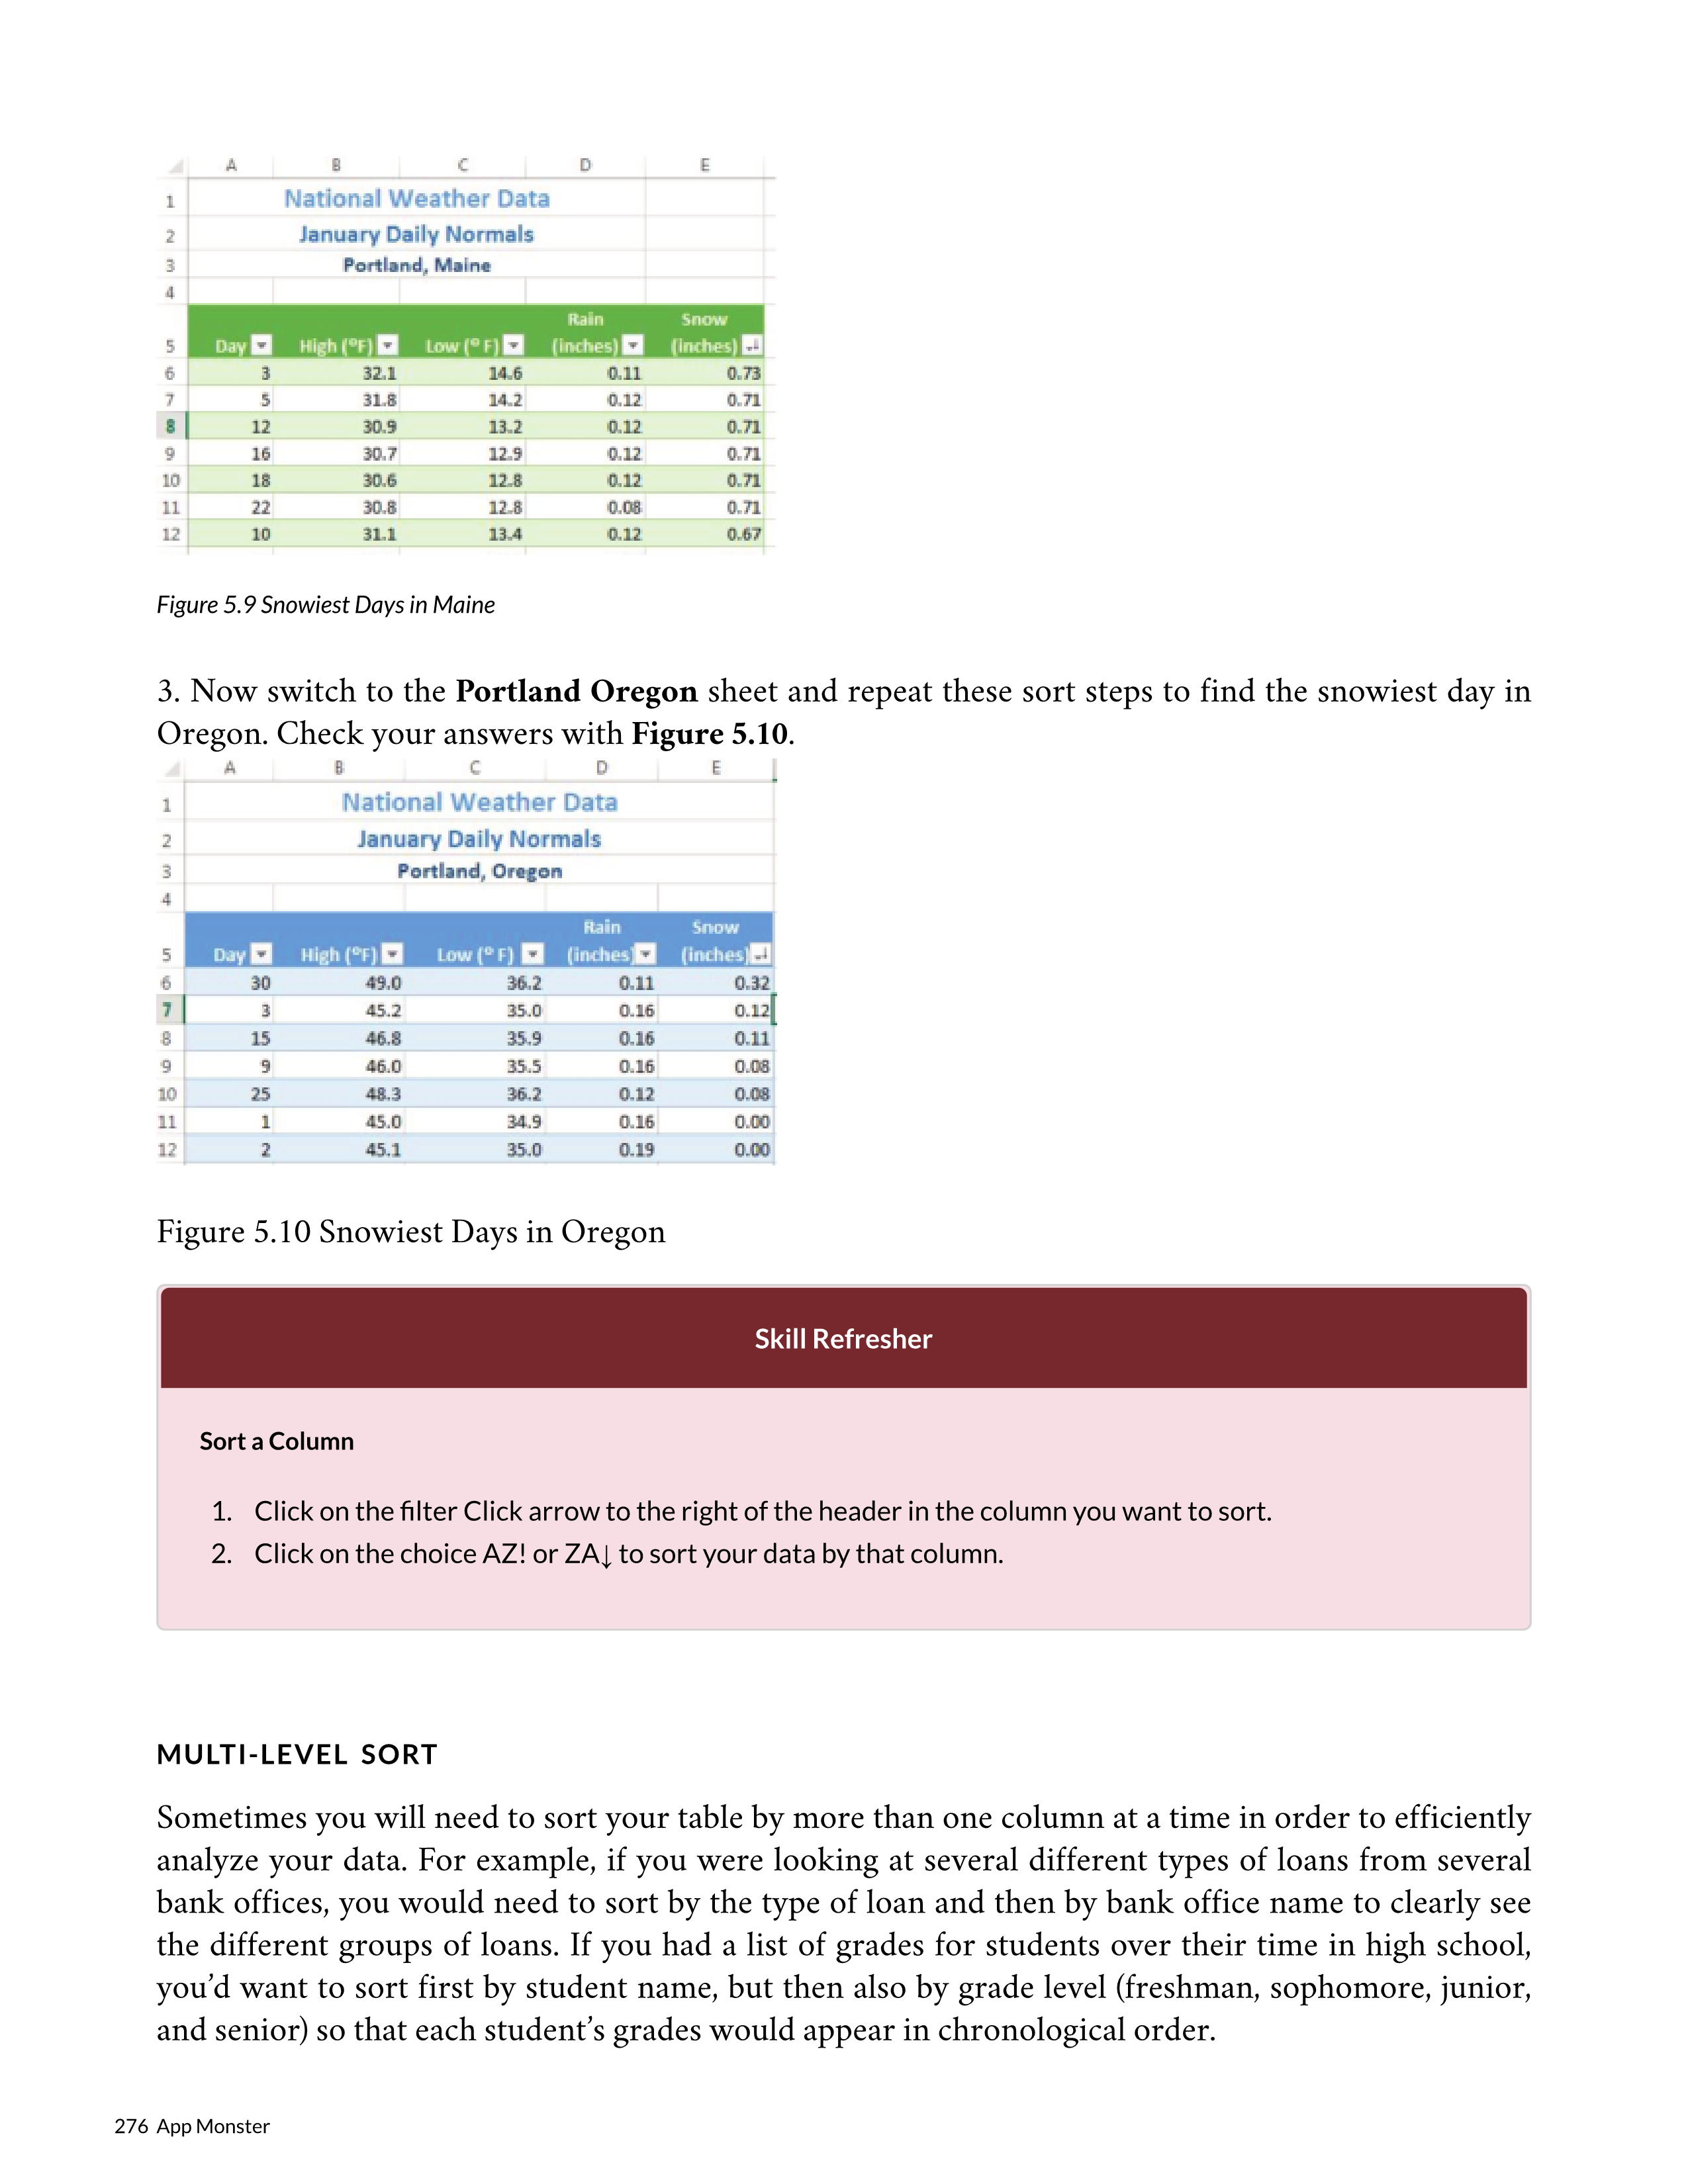 A B C D E
1 National Weather Data
2 January Daily Normals
3 Portland, Maine
4
Rain Snow
5 Day High (°F) Low (° F) (inches) (inches)
6 3 32.1 14.6 0.11 0.73
7 5 31.8 14.2 0.12 0.71
8 12 30.9 13.2 0.12 0.71
9 16 30.7 12.9 0.12 0.71
10 18 30.6 12.8 0.12 0.71
11 22 30.8 12.8 0.08 0.71
12 10 31.1 13.4 0.12 0.67
Figure 5.9 Snowiest Days in Maine
3. Now switch to the Portland Oregon sheet and repeat these sort steps to find the snowiest day in
Oregon. Check your answers with Figure 5.10.
A B C D E
1 National Weather Data
2 January Daily Normals
3 Portland, Oregon
4
Rain Snow
5 Day High (°F) Low (° F) (inches) (inches)
6 30 49.0 36.2 0.11 0.32
7 3 45.2 35.0 0.16 0.12
8 15 46.8 35.9 0.16 0.11
9 9 46.0 35.5 0.16 0.08
10 25 48.3 36.2 0.12 0.08
11 1 45.0 34.9 0.16 0.00
12 2 45.1 35.0 0.19 0.00
Figure 5.10 Snowiest Days in Oregon
Skill Refresher
Sort a Column
1. Click on the filter Click arrow to the right of the header in the column you want to sort.
2. Click on the choice AZ! or ZA↓ to sort your data by that column.
MULTI-LEVEL SORT
Sometimes you will need to sort your table by more than one column at a time in order to efficiently
analyze your data. For example, if you were looking at several different types of loans from several
bank offices, you would need to sort by the type of loan and then by bank office name to clearly see
the different groups of loans. If you had a list of grades for students over their time in high school,
you’d want to sort first by student name, but then also by grade level (freshman, sophomore, junior,
and senior) so that each student’s grades would appear in chronological order.
276 App Monster